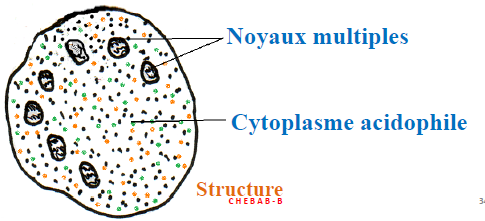 Noyaux multiples
Cytoplasme acidophile
Structure
CHEBAB-B